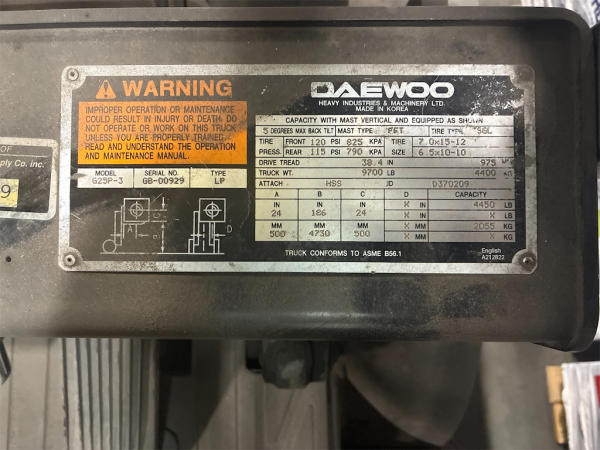 OF
ply Co. inc.
9
WARNING
IMPROPER OPERATION OR MAINTENANCE
COULD RESULT IN INJURY OR DEATH. DO
NOT OPERATE OR WORK ON THIS TRUCK
UNLESS YOU ARE PROPERLY TRAINED.
READ AND UNDERSTAND THE OPERATION
AND MAINTENANCE MANUAL.
MODEL SERIAL NO. TYPE
G25P-3 GB-00929 LP
A B C D
DAEWOO
HEAVY INDUSTRIES & MACHINERY LTD.
MADE IN KOREA
CAPACITY WITH MAST VERTICAL AND EQUIPPED AS SHOWN
5 DEGREES MAX BACK TILT MAST TYPE FFT TIRE TYPE SGL
TIRE FRONT 120 PSI 825 KPA TIRE 7.0x15-12
PRESS. REAR 115 PSI 790 KPA SIZE 6.5x10-10
DRIVE TREAD 38.4 IN 975 MM
TRUCK WT. 9700 LB 4400 KG
ATTACH HSS JD D370209
A B C D CAPACITY
IN IN IN X IN 4450 LB
24 186 24 X IN X LB
MM MM MM X MM 2055 KG
500 4730 500 X MM X KG
TRUCK CONFORMS TO ASME B56.1
English
A212822